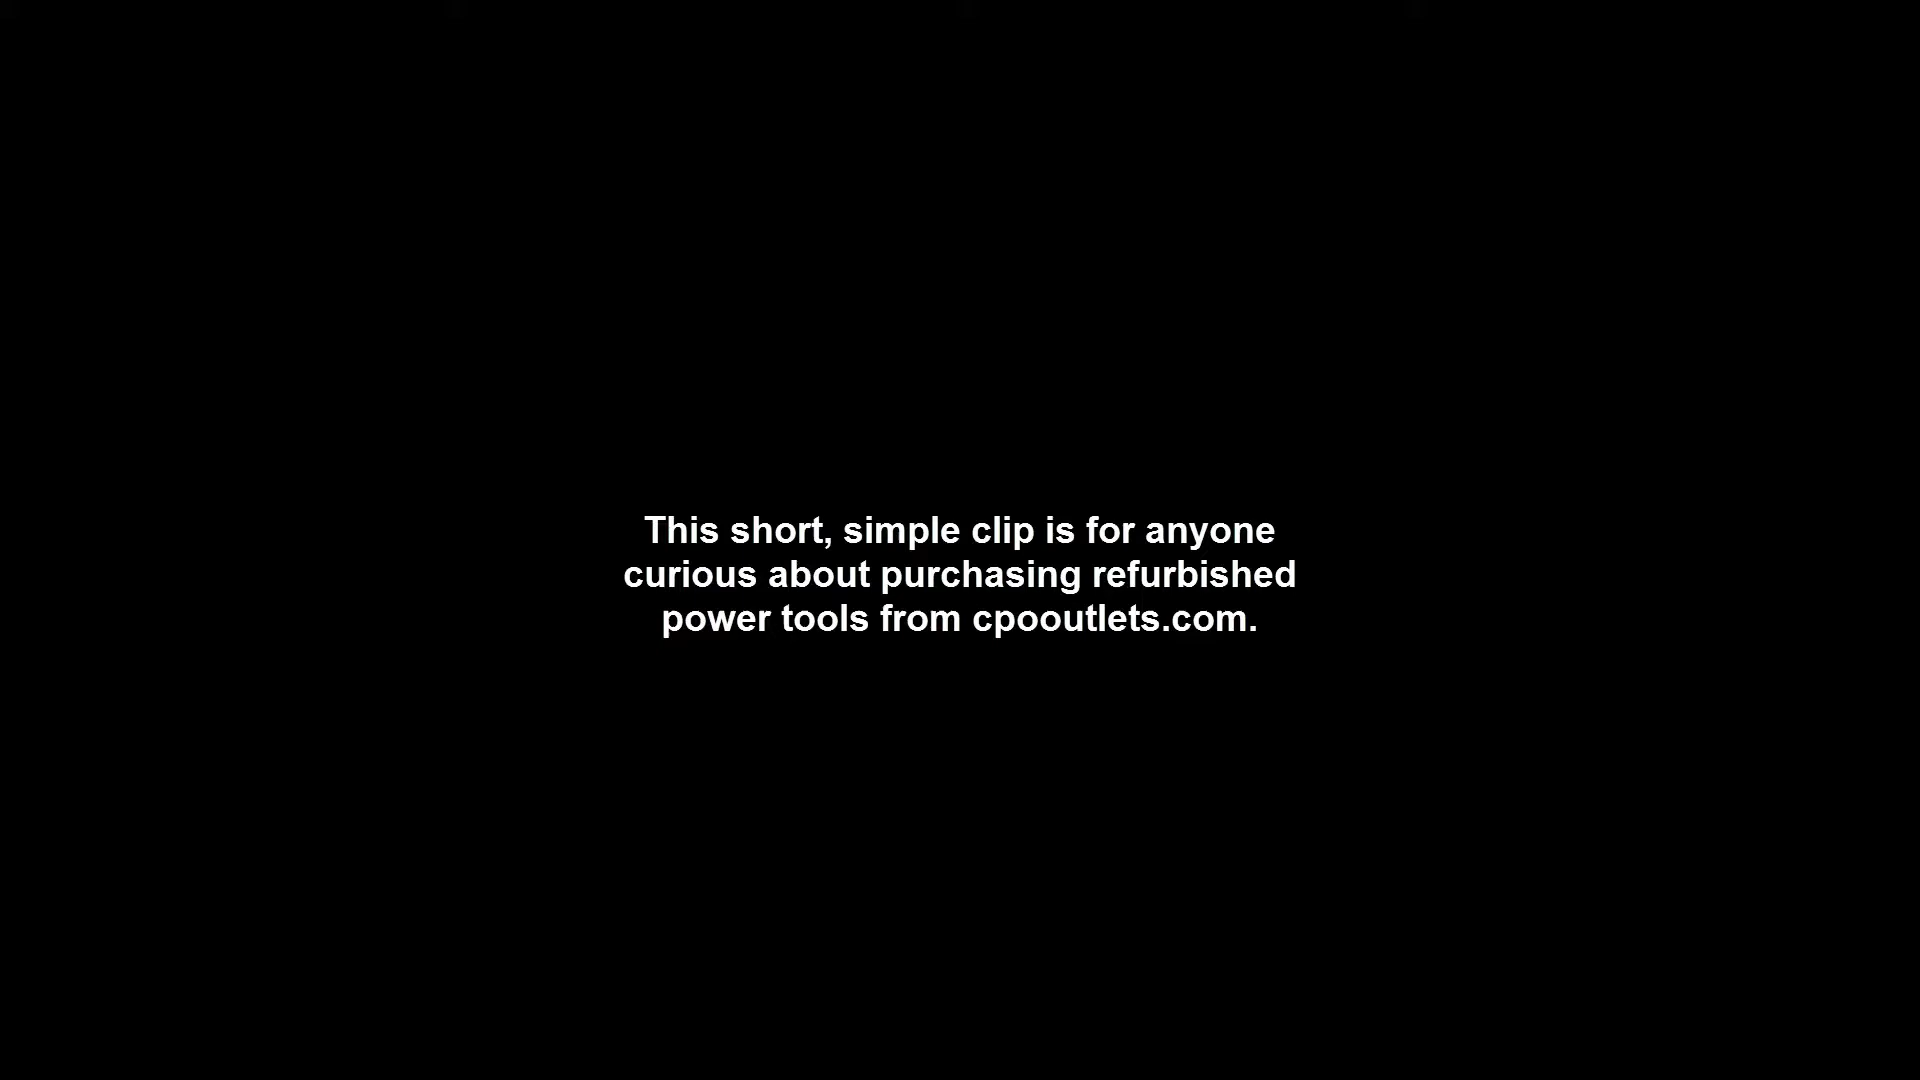 This short, simple clip is for anyone
curious about purchasing refurbished
power tools from cpooutlets.com.